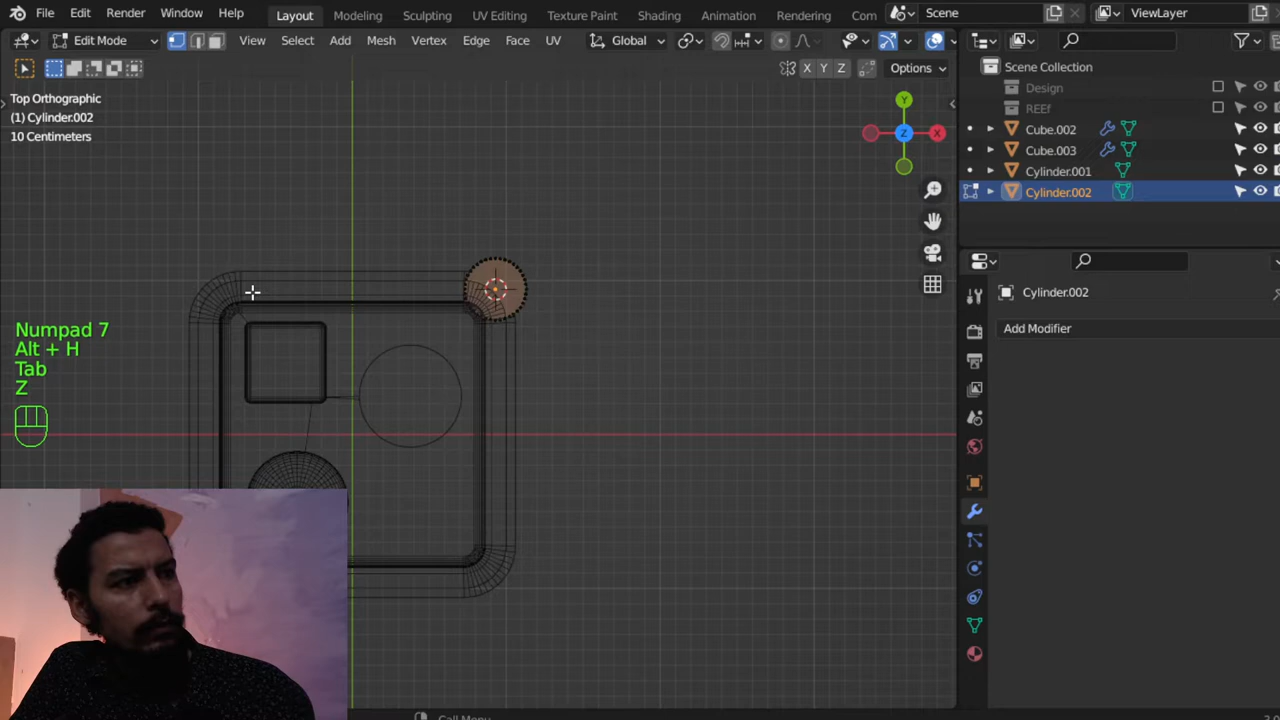 File Edit Render Window Help Layout Modeling Sculpting UV Editing Texture Paint Shading Animation Rendering Com Scene ViewLayer
Edit Mode View Select Add Mesh Vertex Edge Face UV Global
X Y Z Options
Top Orthographic
(1) Cylinder.002
10 Centimeters
Y
X
Z
Numpad 7
Alt + H
Tab
Z
Scene Collection
Design
REEf
Cube.002
Cube.003
Cylinder.001
Cylinder.002
Cylinder.002
Add Modifier